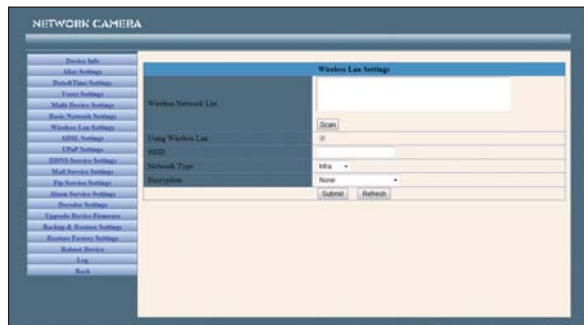 NETWORK CAMERA
Device Info
Alias Settings
Date&Time Settings
Users Settings
Multi-Device Settings
Basic Network Settings
Wireless Lan Settings
ADSL Settings
UPnP Settings
DDNS Service Settings
Mail Service Settings
Ftp Service Settings
Alarm Service Settings
Decoder Settings
Upgrade Device Firmware
Backup & Restore Settings
Restore Factory Settings
Reboot Device
Log
Back
Wireless Lan Settings
Wireless Network List
Scan
Using Wireless Lan
SSID
Network Type
Infra
Encryption
None
Submit Refresh